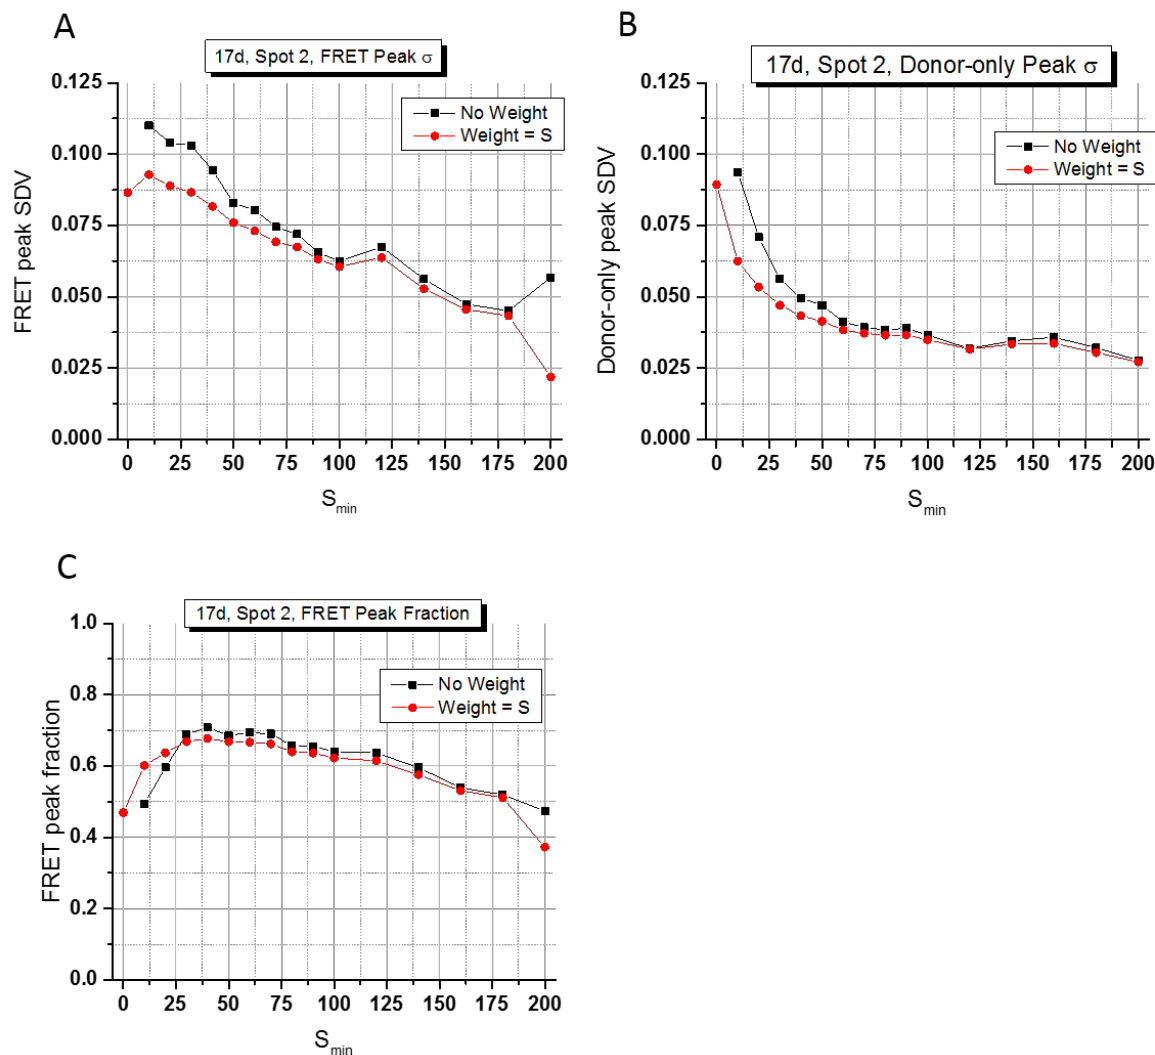 A
17d, Spot 2, FRET Peak σ
No Weight
Weight = S
FRET peak SDV
0.125
0.100
0.075
0.050
0.025
0.000
0 25 50 75 100 125 150 175 200
Smin
B
17d, Spot 2, Donor-only Peak σ
No Weight
Weight = S
Donor-only peak SDV
0.125
0.100
0.075
0.050
0.025
0.000
0 25 50 75 100 125 150 175 200
Smin
C
17d, Spot 2, FRET Peak Fraction
No Weight
Weight = S
FRET peak fraction
1.0
0.8
0.6
0.4
0.2
0.0
0 25 50 75 100 125 150 175 200
Smin